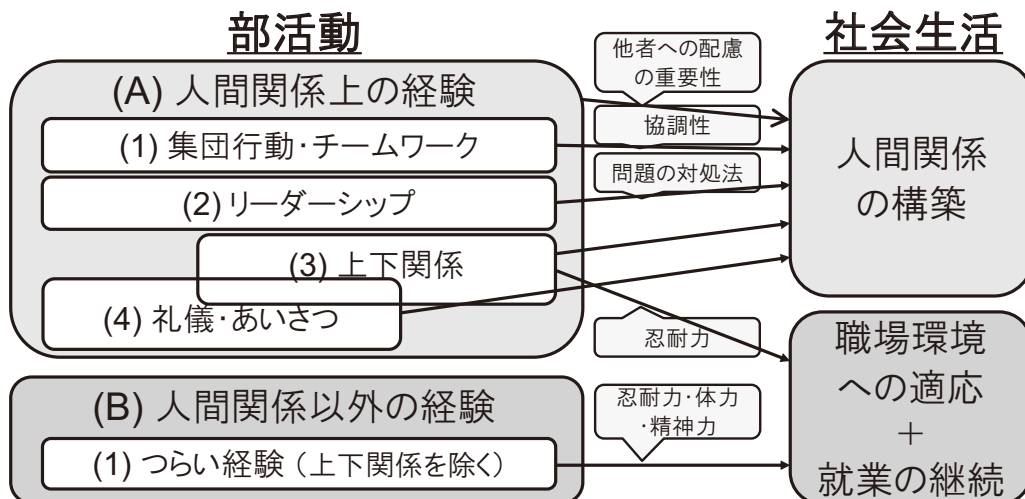 部活動
社会生活
(A) 人間関係上の経験
(1) 集団行動･チームワーク
(2) リーダーシップ
(3) 上下関係
(4) 礼儀･あいさつ
他者への配慮
の重要性
協調性
問題の対処法
人間関係
の構築
(B) 人間関係以外の経験
(1) つらい経験（上下関係を除く）
忍耐力
忍耐力･体力
･精神力
職場環境
への適応
＋
就業の継続